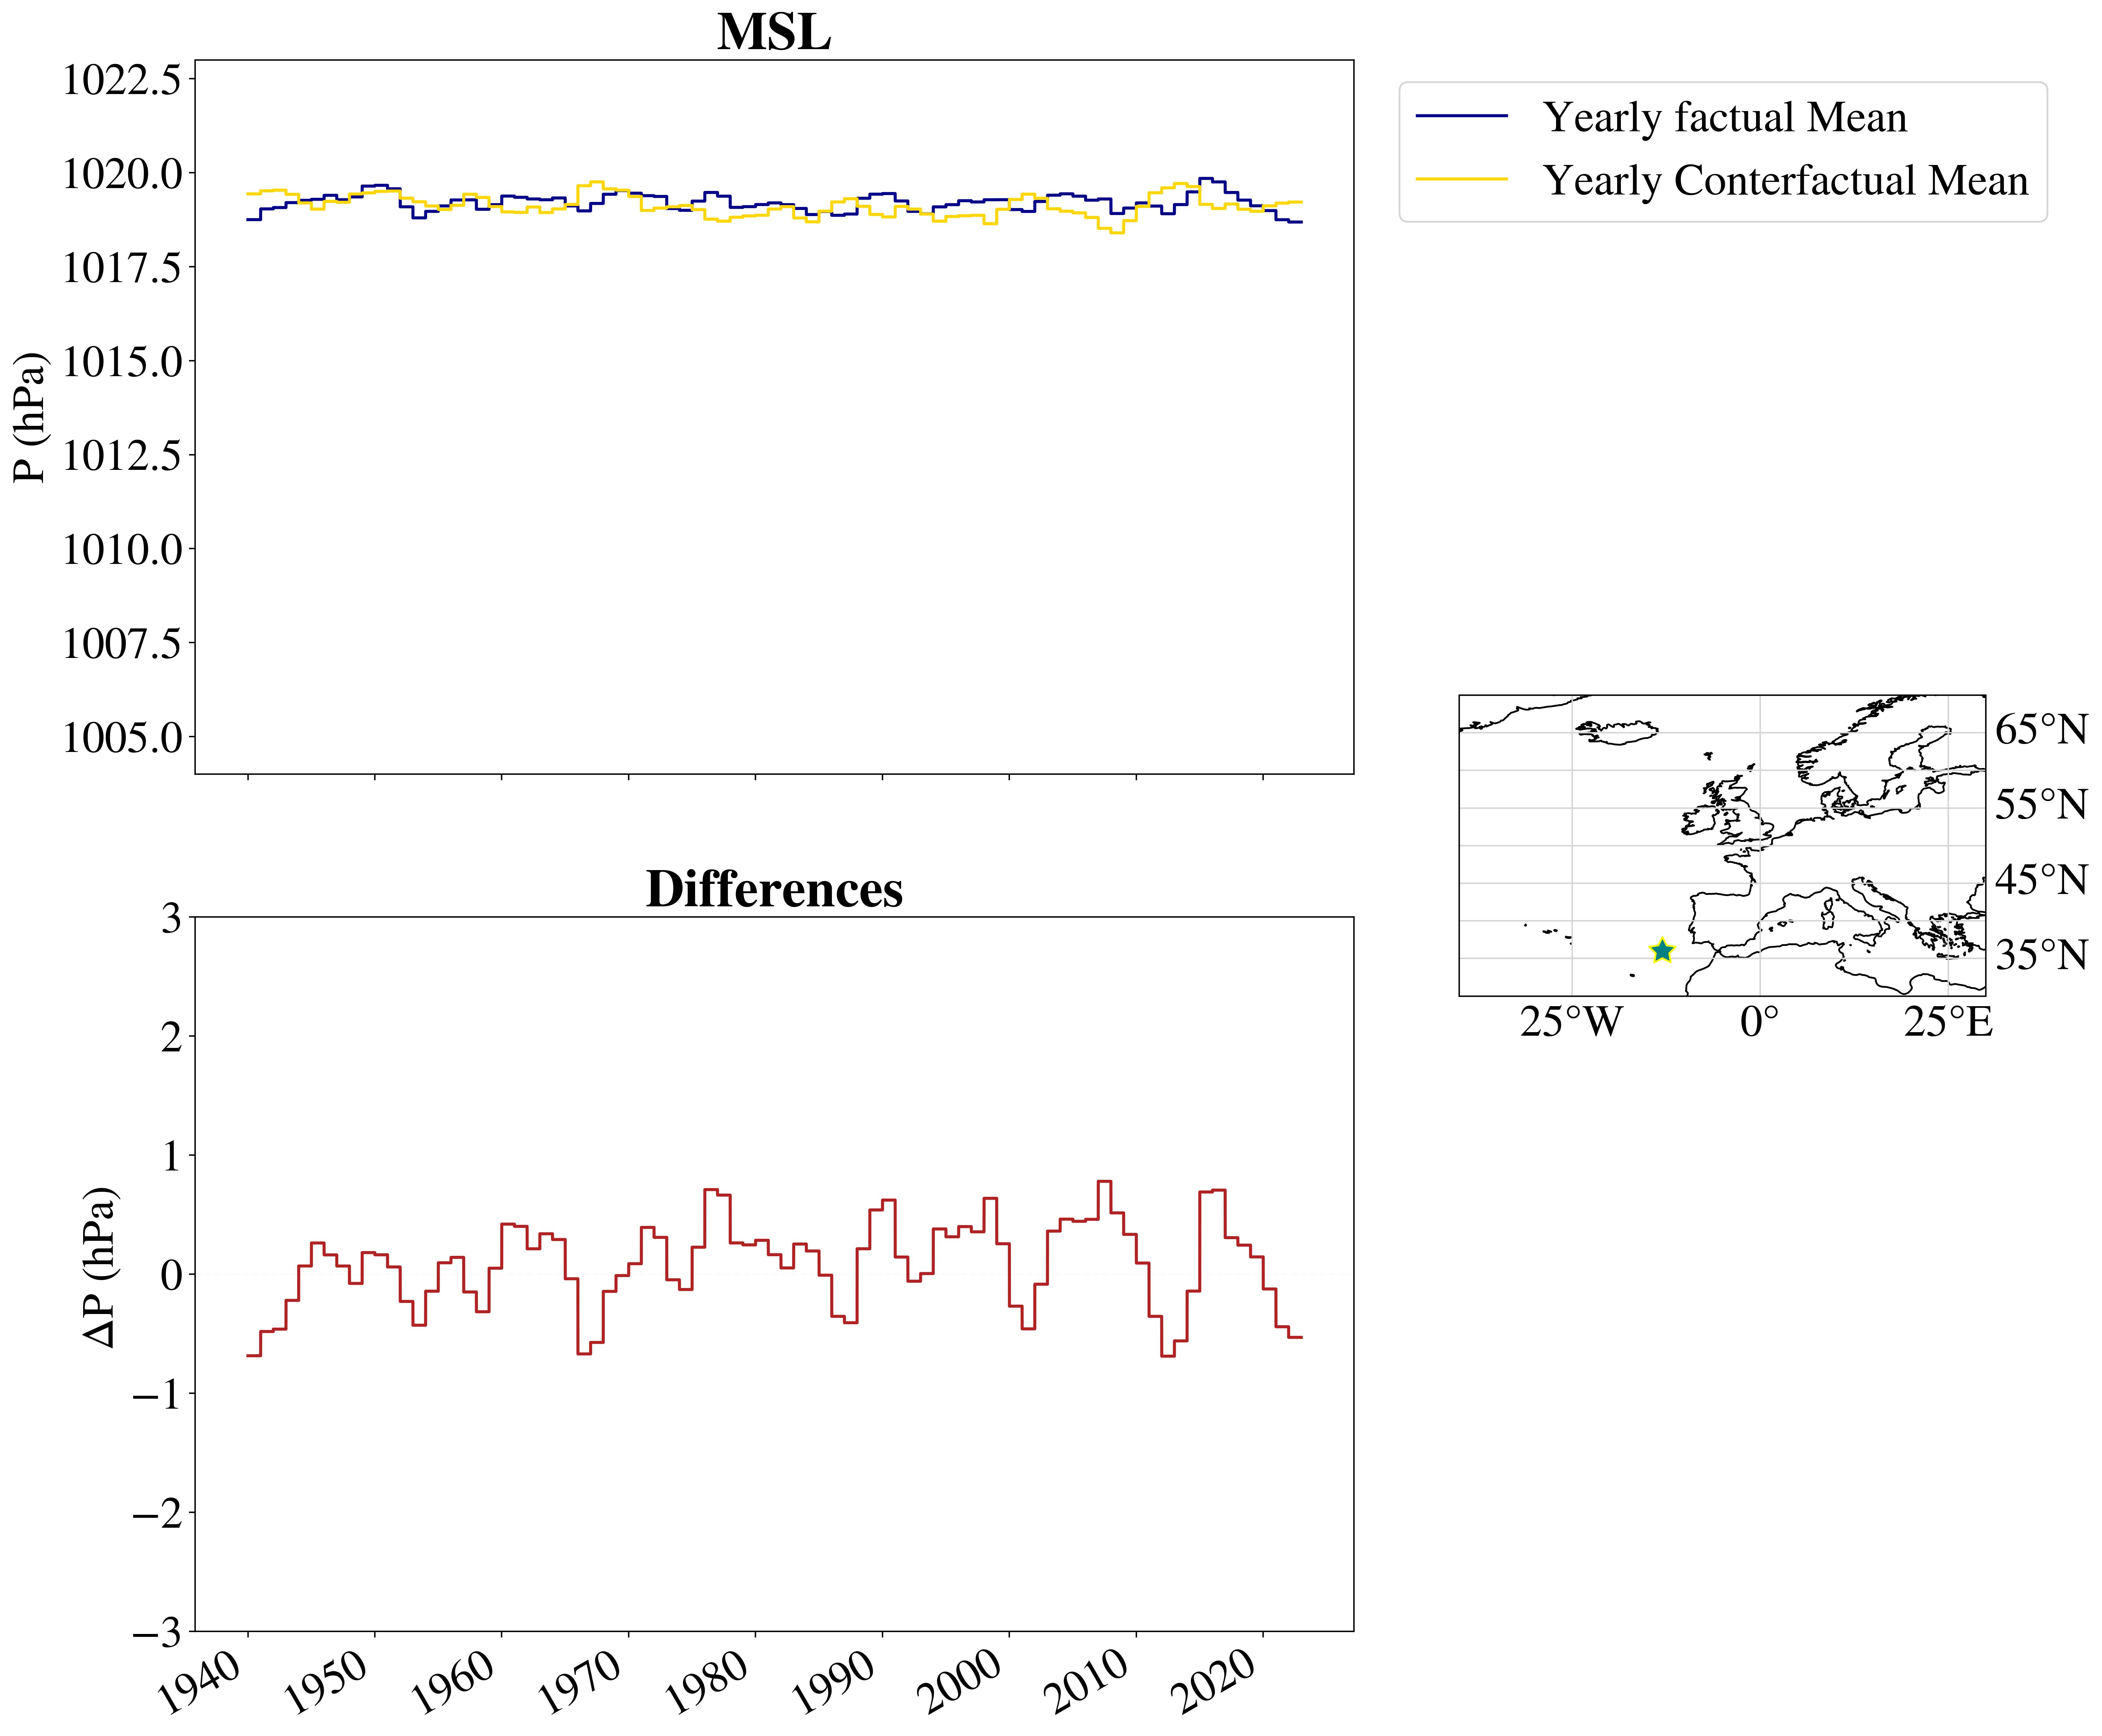 MSL
1022.5
1020.0
1017.5
1015.0
1012.5
1010.0
1007.5
1005.0
P (hPa)
Yearly factual Mean
Yearly Conterfactual Mean
65°N
55°N
45°N
35°N
25°W 0° 25°E
Differences
3
2
1
0
−1
−2
−3
ΔP (hPa)
1940 1950 1960 1970 1980 1990 2000 2010 2020